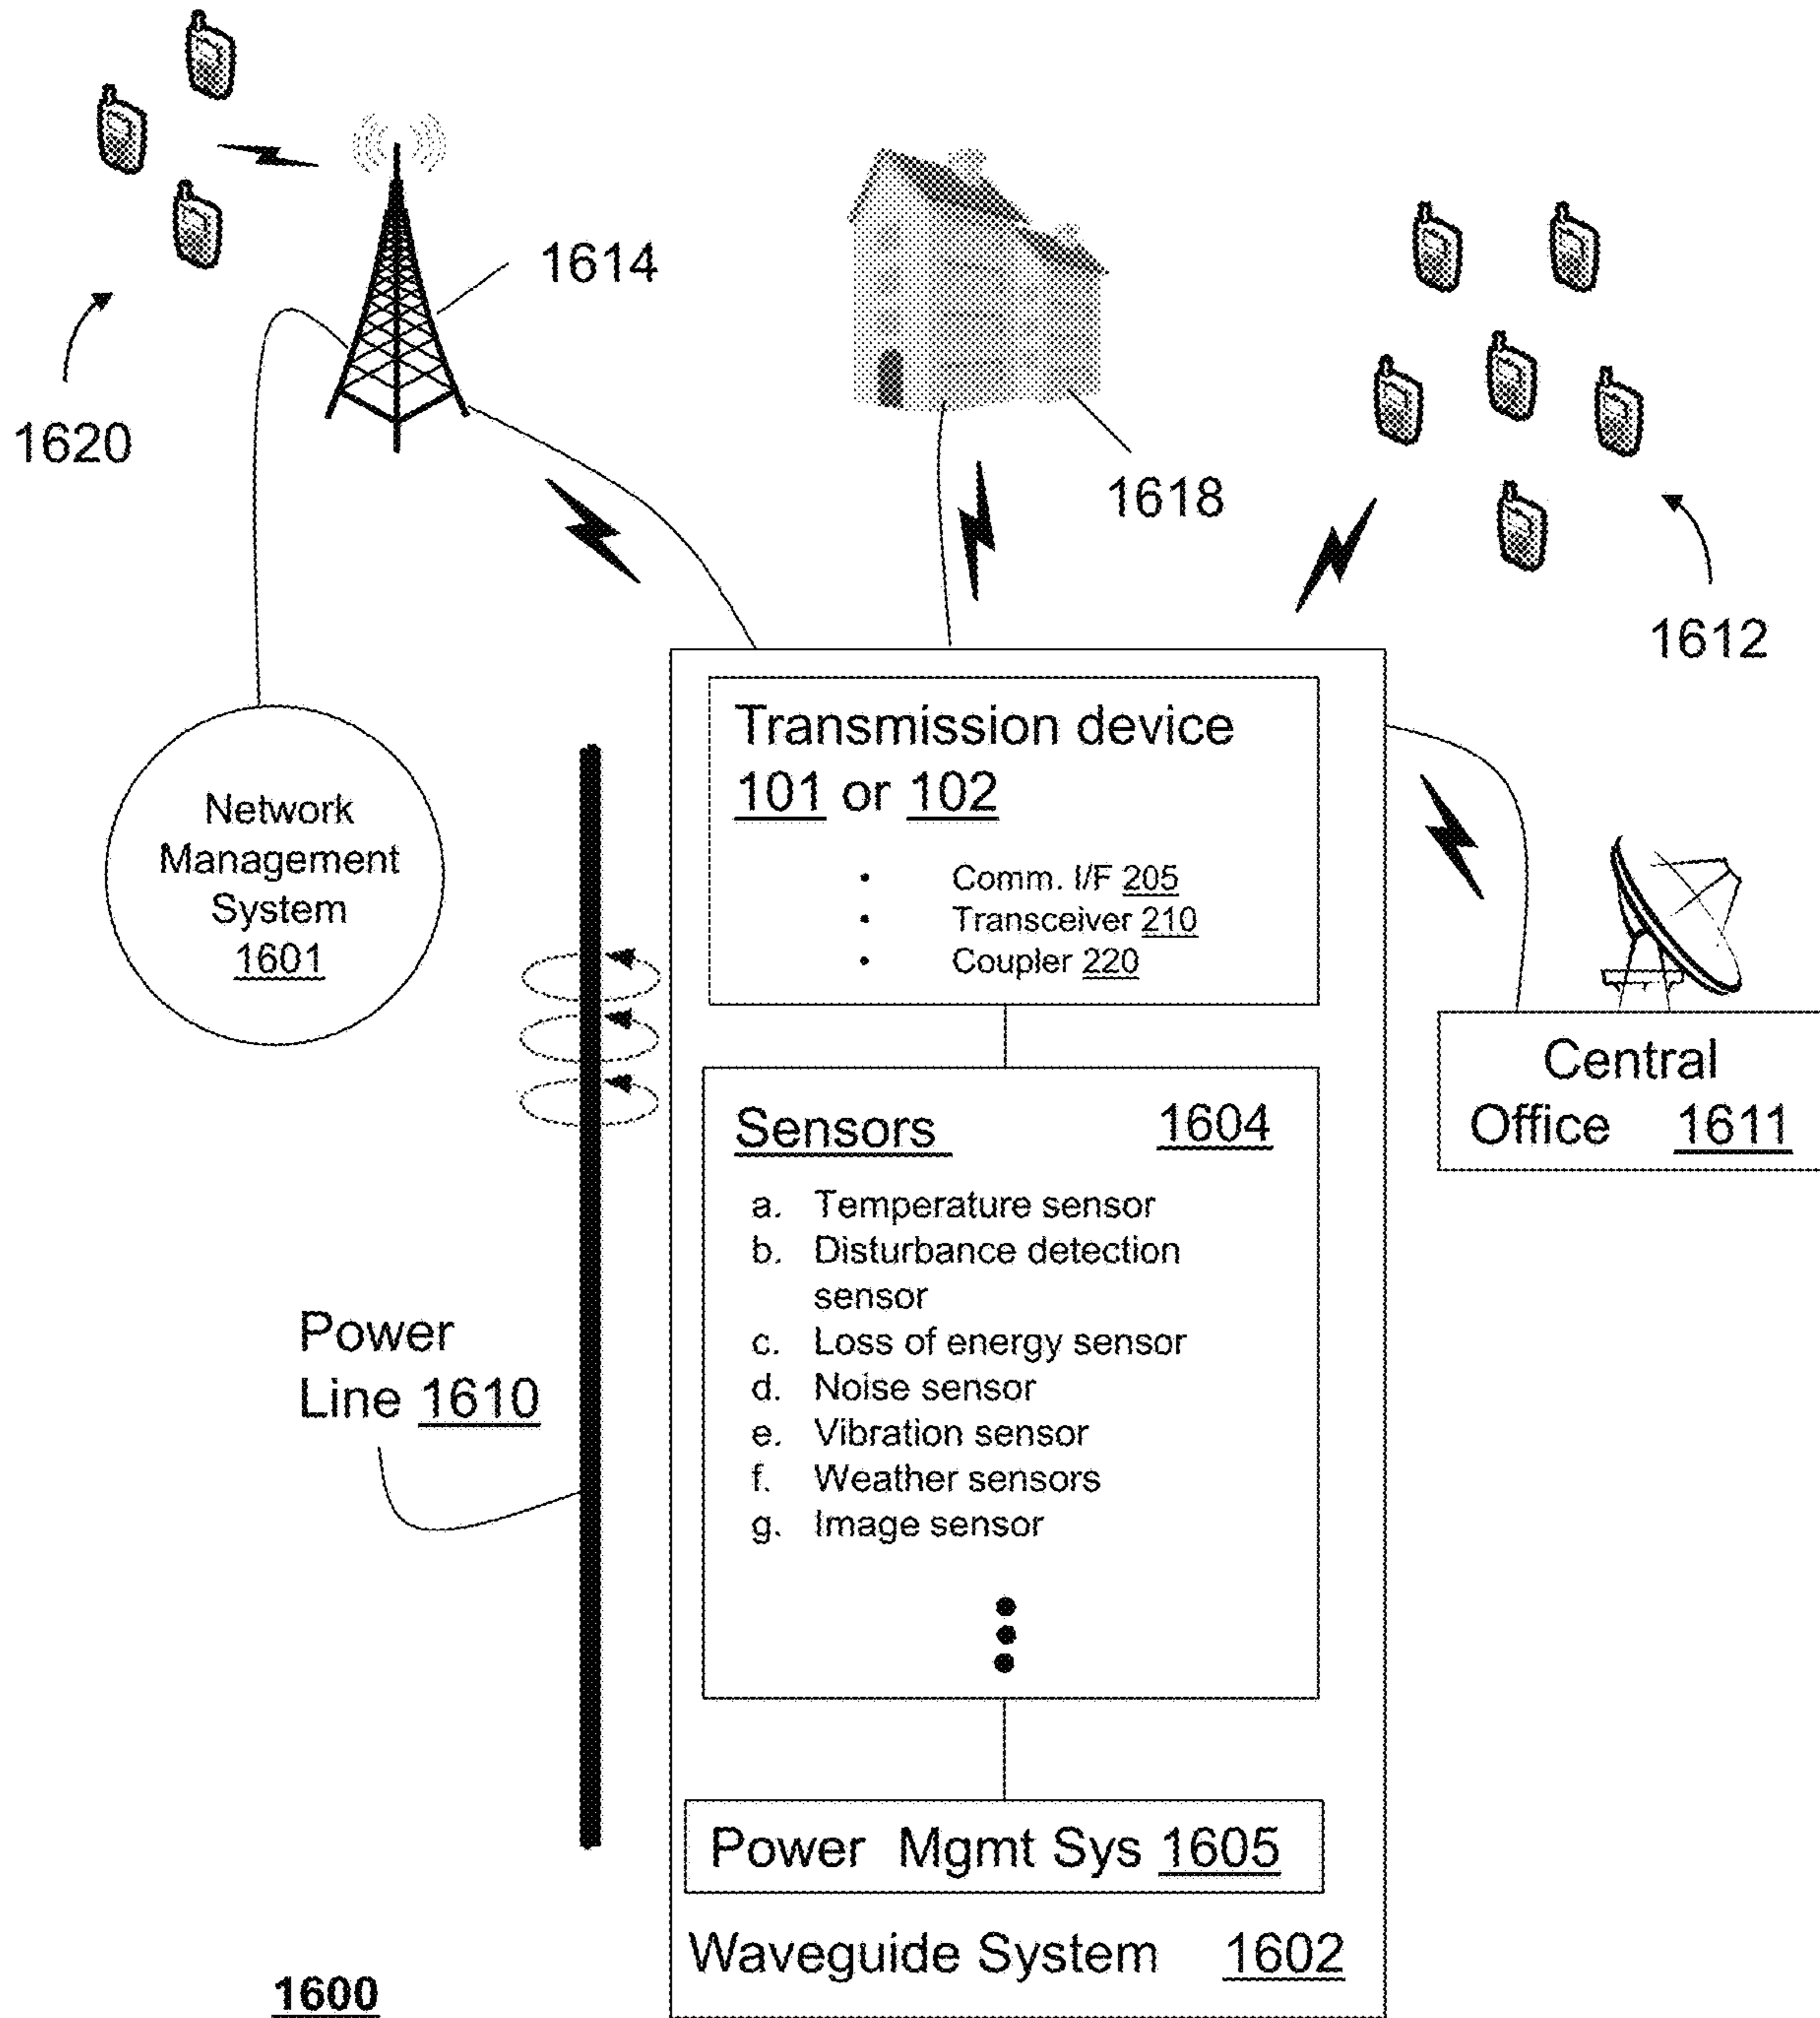 1614
1620
1618
1612
Network
Management
System
1601
Transmission device
101 or 102
• Comm. I/F 205
• Transceiver 210
• Coupler 220
Central
Office 1611
Sensors 1604
a. Temperature sensor
b. Disturbance detection
sensor
c. Loss of energy sensor
d. Noise sensor
e. Vibration sensor
f. Weather sensors
g. Image sensor
Power
Line 1610
Power Mgmt Sys 1605
Waveguide System 1602
1600